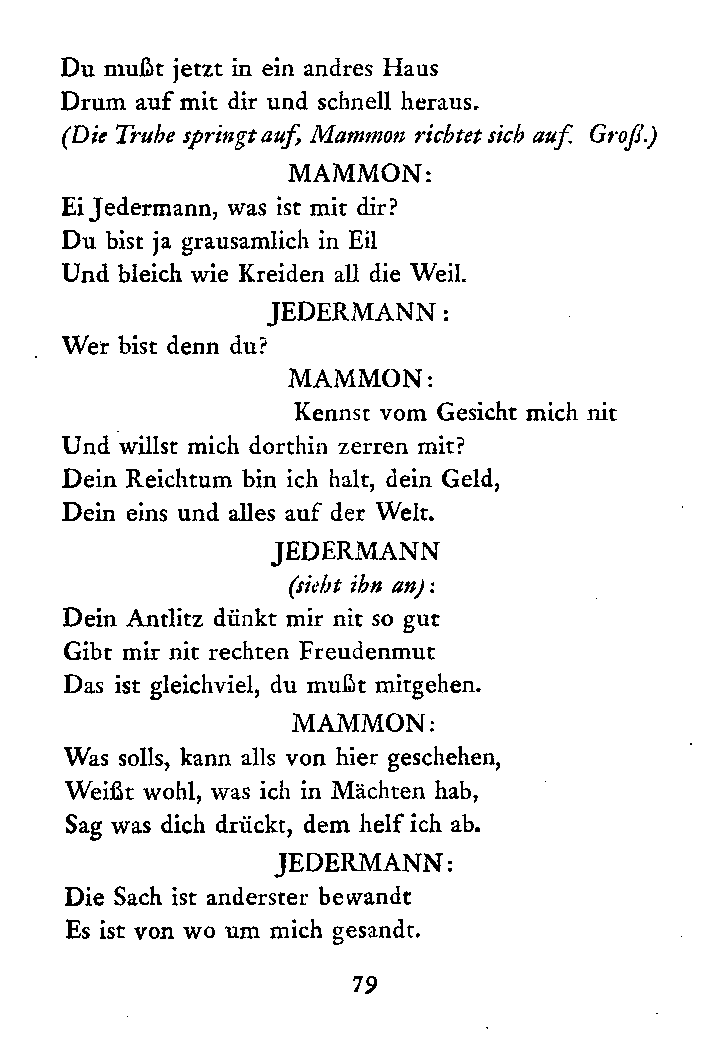 Du mußt jetzt in ein andres Haus
Drum auf mit dir und schnell heraus.
(Die Truhe springt auf, Mammon richtet sich auf. Groß.)
MAMMON:
Ei Jedermann, was ist mit dir?
Du bist ja grausamlich in Eil
Und bleich wie Kreiden all die Weil.
JEDERMANN:
Wer bist denn du?
MAMMON:
Kennst vom Gesicht mich nit
Und willst mich dorthin zerren mit?
Dein Reichtum bin ich halt, dein Geld,
Dein eins und alles auf der Welt.
JEDERMANN
(sieht ihn an):
Dein Antlitz dünkt mir nit so gut
Gibt mir nit rechten Freudenmut
Das ist gleichviel, du mußt mitgehen.
MAMMON:
Was solls, kann alls von hier geschehen,
Weißt wohl, was ich in Mächten hab,
Sag was dich drückt, dem helf ich ab.
JEDERMANN:
Die Sach ist anderster bewandt
Es ist von wo um mich gesandt.
79